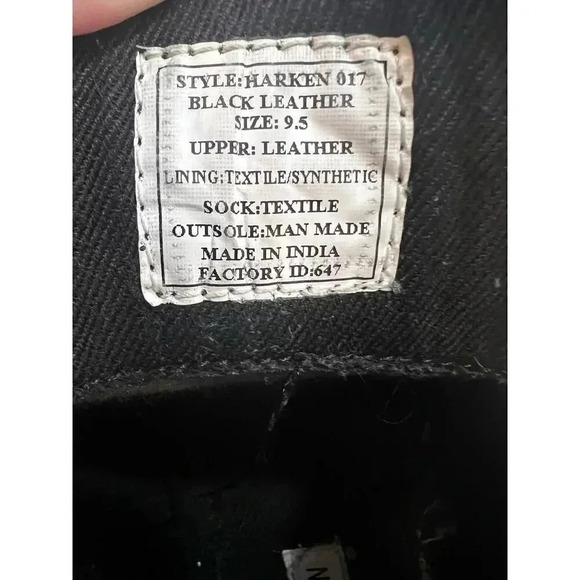 STYLE:HARKEN 017
BLACK LEATHER
SIZE: 9.5
UPPER: LEATHER
LINING:TEXTILE/SYNTHETIC
SOCK:TEXTILE
OUTSOLE:MAN MADE
MADE IN INDIA
FACTORY ID:647
N